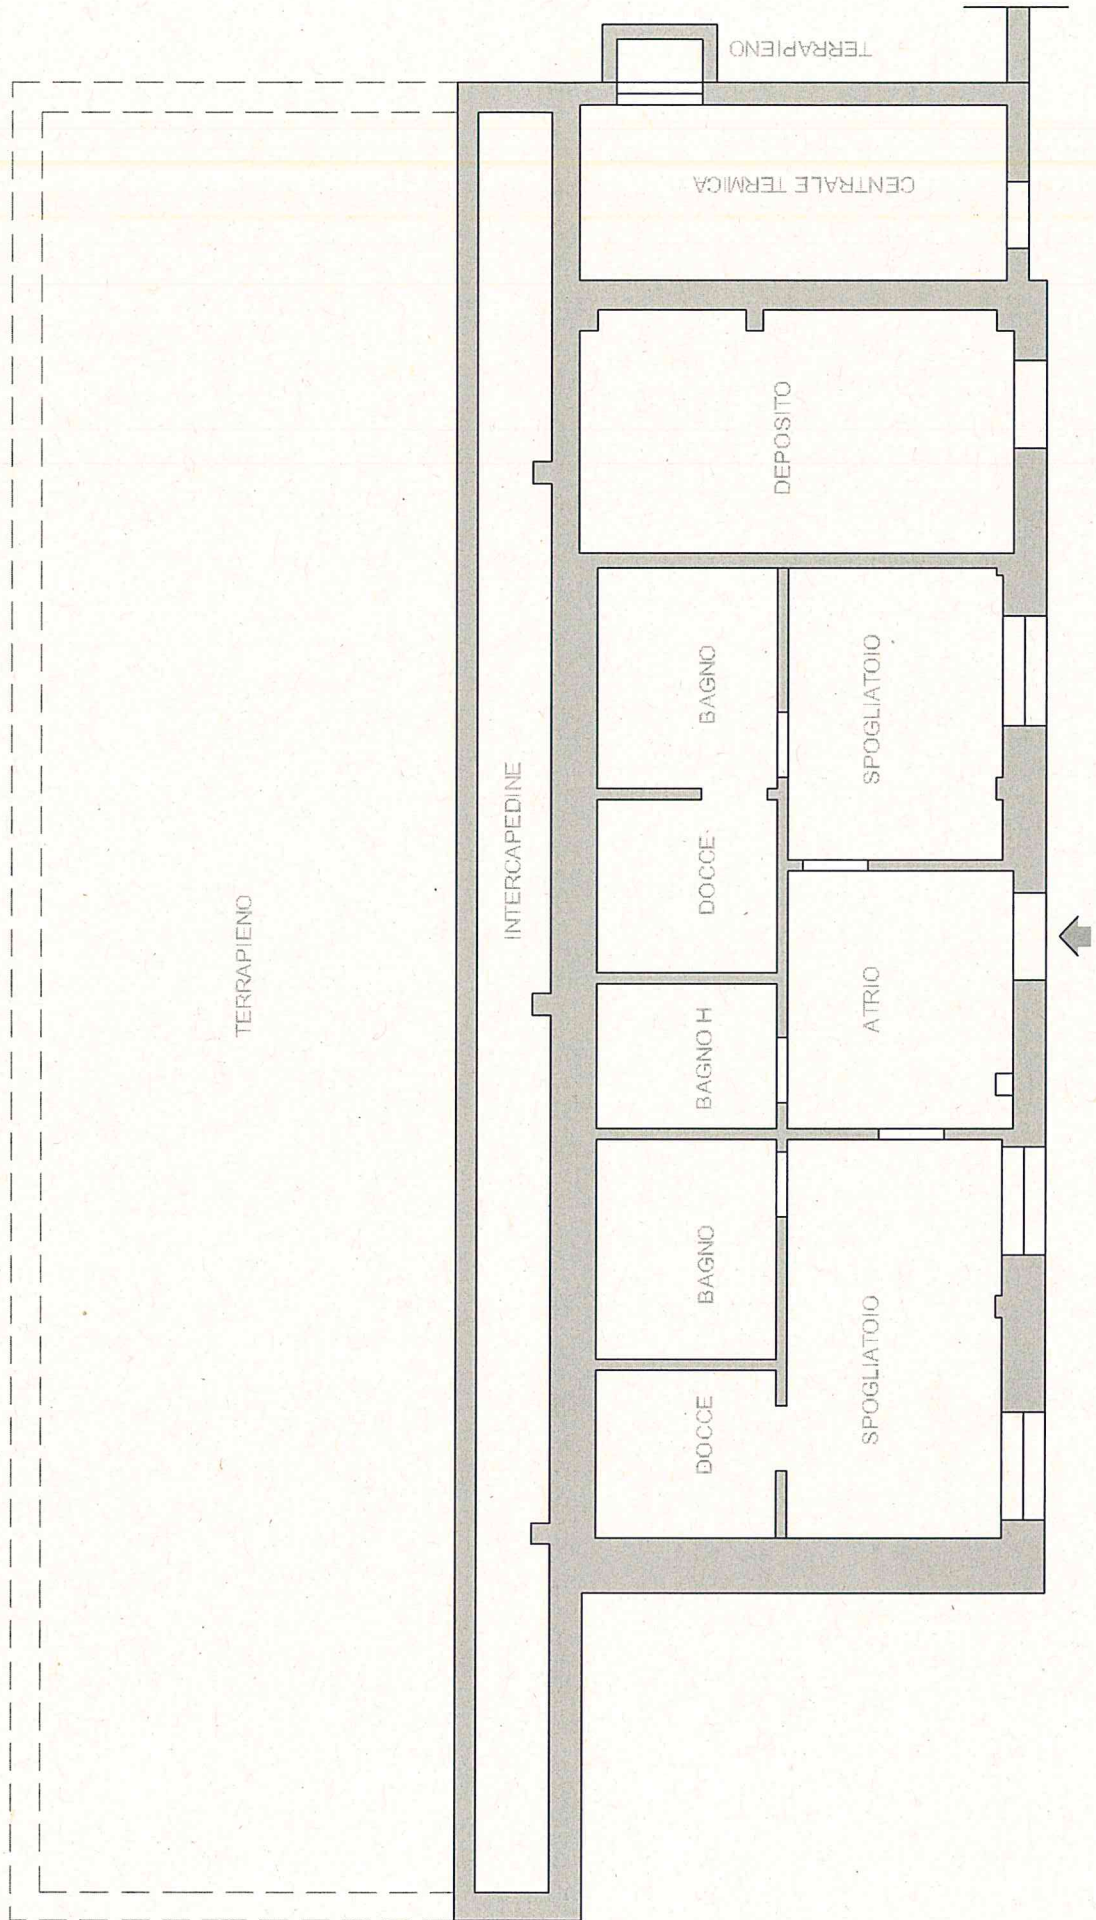 TERRAPIENO
CENTRALE TERMICA
DEPOSITO
BAGNO
SPOGLIATOIO
INTERCAPEDINE
DOCCE
TERRAPIENO
ATRIO
BAGNO H
BAGNO
SPOGLIATOIO
DOCCE